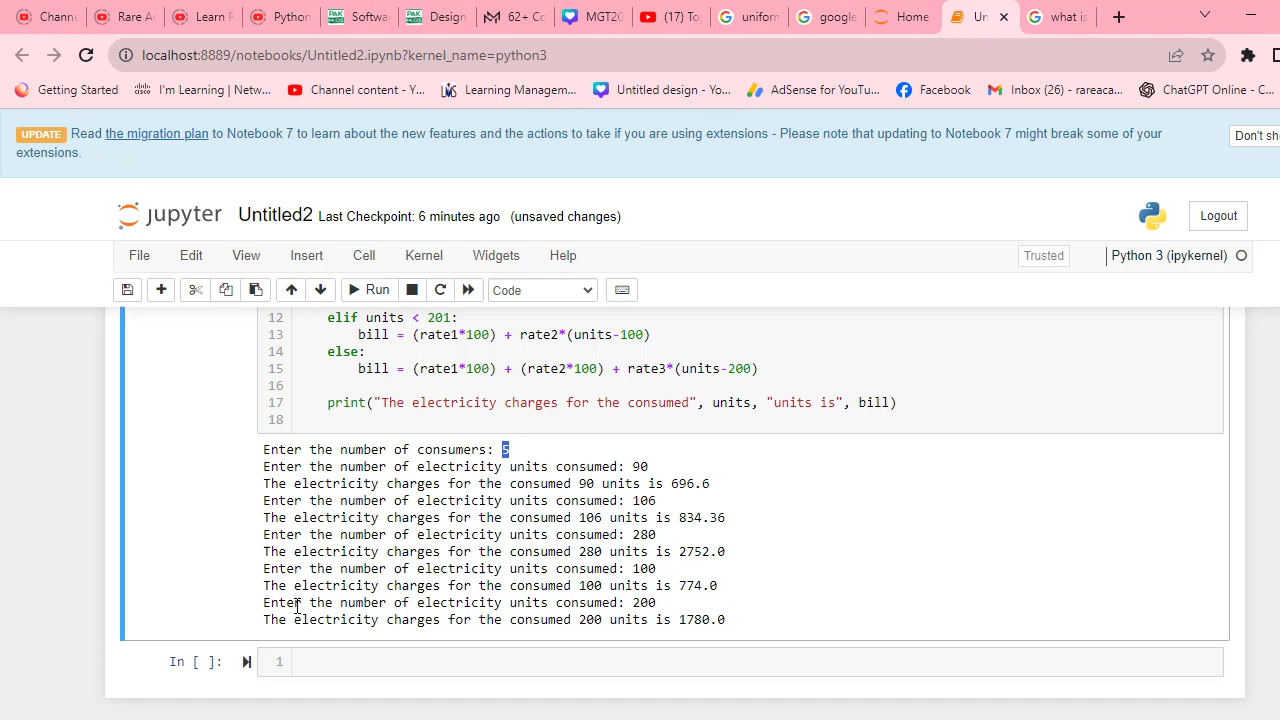 Chann
Rare A
Learn P
Python
Softwa
Design
62+ Co
MGT20
(17) To
uniform
google
Home
Un
what is
localhost:8889/notebooks/Untitled2.ipynb?kernel_name=python3
Getting Started
I'm Learning | Netw...
Channel content - Y...
Learning Managem...
Untitled design - Yo...
AdSense for YouTu...
Facebook
Inbox (26) - rareaca...
ChatGPT Online - C...
UPDATE Read the migration plan to Notebook 7 to learn about the new features and the actions to take if you are using extensions - Please note that updating to Notebook 7 might break some of your
extensions.
Don't sh
jupyter Untitled2 Last Checkpoint: 6 minutes ago (unsaved changes)
Logout
File Edit View Insert Cell Kernel Widgets Help
Trusted
Python 3 (ipykernel)
Run
Code
12 elif units < 201:
13 bill = (rate1*100) + rate2*(units-100)
14 else:
15 bill = (rate1*100) + (rate2*100) + rate3*(units-200)
16
17 print("The electricity charges for the consumed", units, "units is", bill)
18
Enter the number of consumers: 5
Enter the number of electricity units consumed: 90
The electricity charges for the consumed 90 units is 696.6
Enter the number of electricity units consumed: 106
The electricity charges for the consumed 106 units is 834.36
Enter the number of electricity units consumed: 280
The electricity charges for the consumed 280 units is 2752.0
Enter the number of electricity units consumed: 100
The electricity charges for the consumed 100 units is 774.0
Enter the number of electricity units consumed: 200
The electricity charges for the consumed 200 units is 1780.0
In [ ]: 1